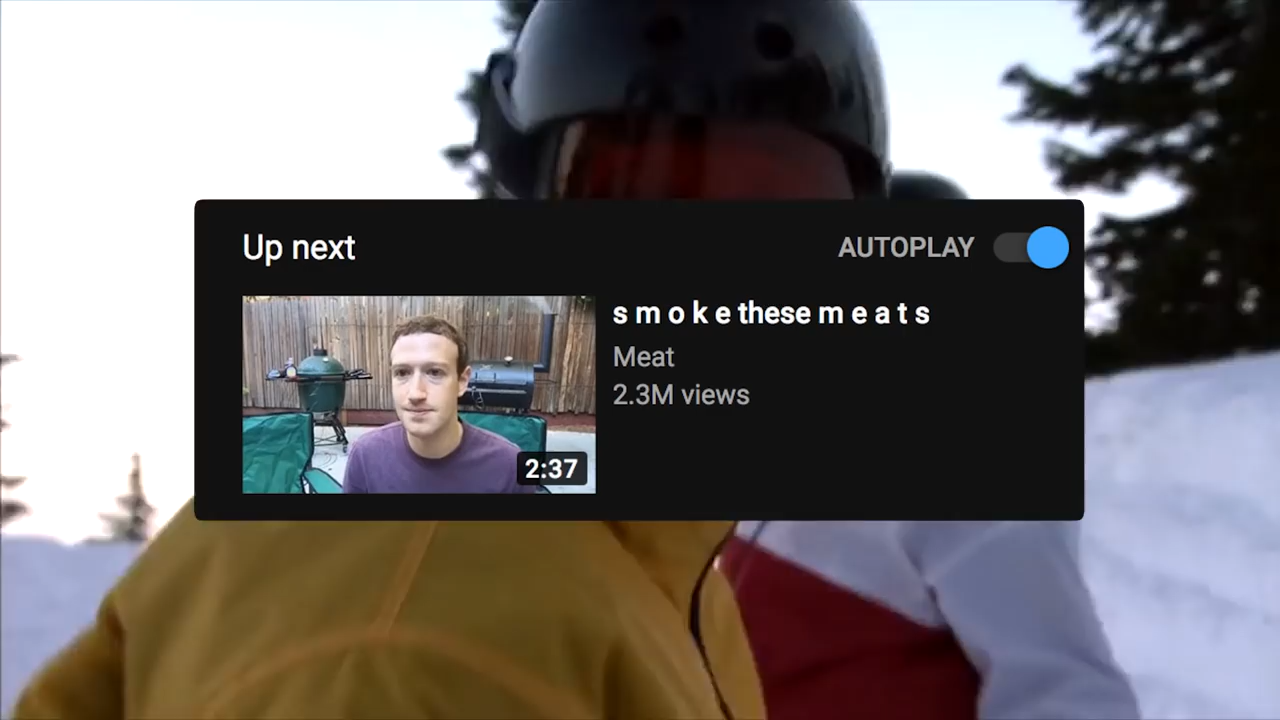 Up next
AUTOPLAY
s m o k e these m e a t s
Meat
2.3M views
2:37